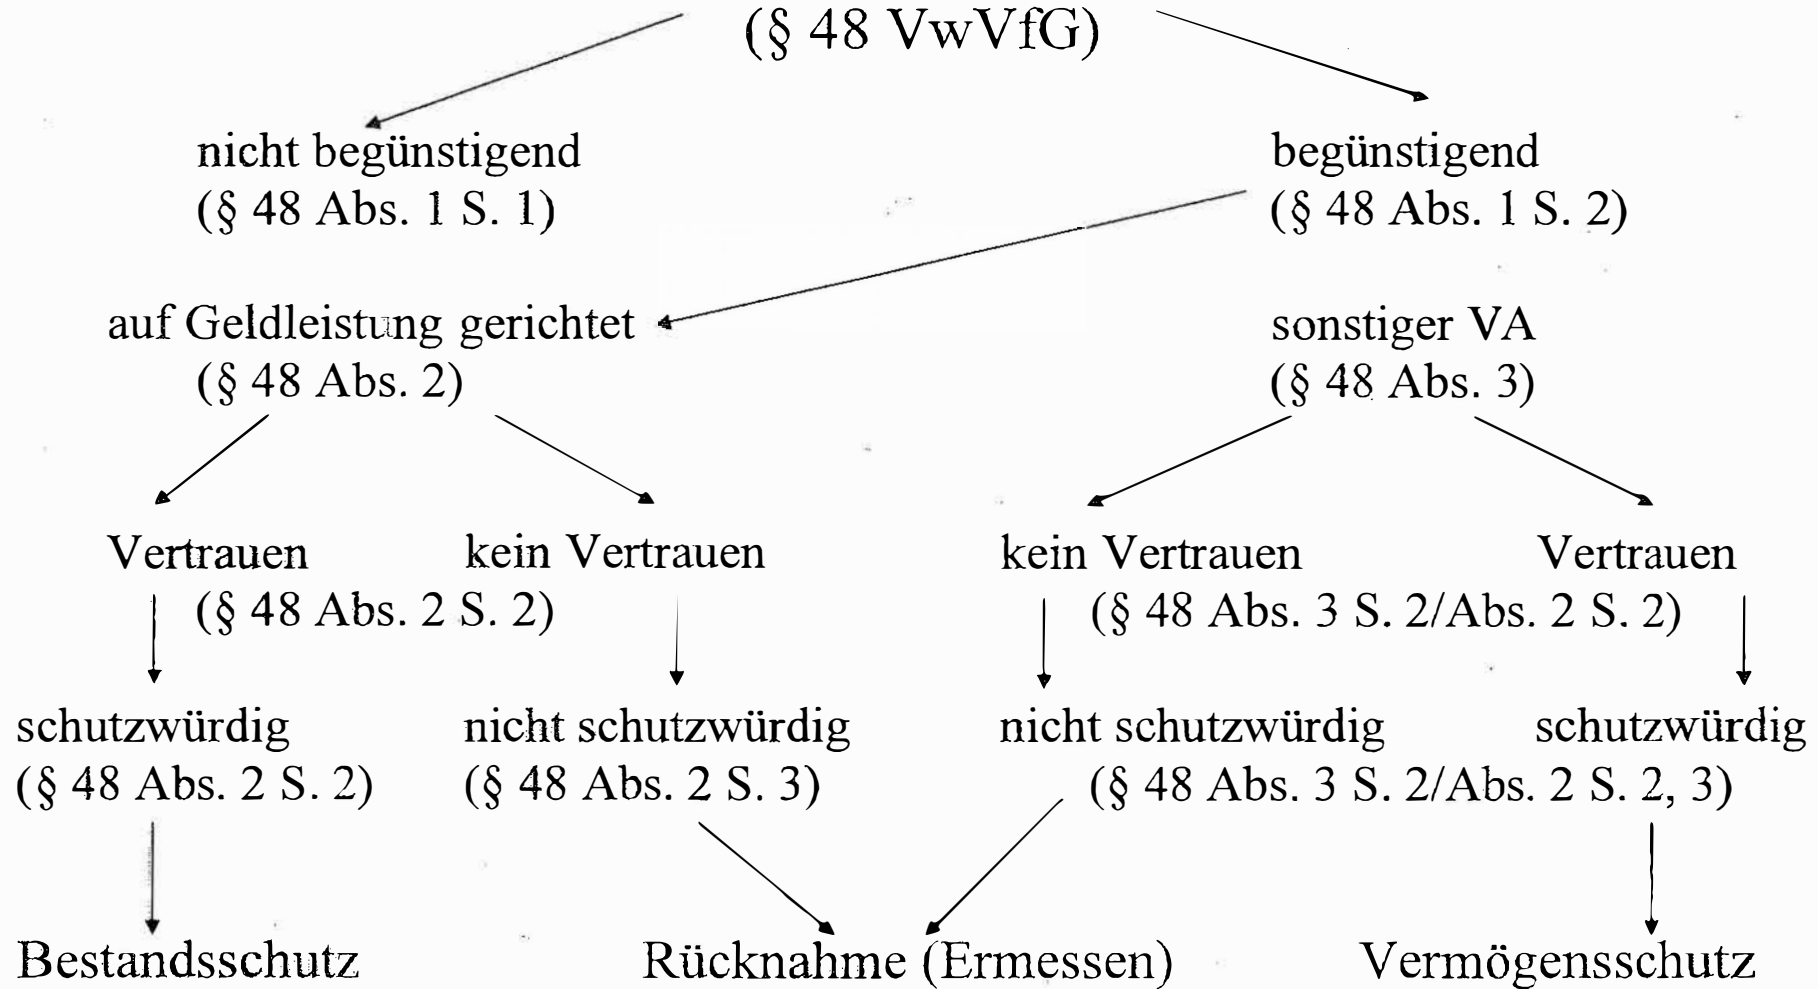 (§ 48 VwVfG)
nicht begünstigend
(§ 48 Abs. 1 S. 1)
begünstigend
(§ 48 Abs. 1 S. 2)
auf Geldleistung gerichtet
(§ 48 Abs. 2)
sonstiger VA
(§ 48 Abs. 3)
Vertrauen kein Vertrauen
(§ 48 Abs. 2 S. 2)
kein Vertrauen Vertrauen
(§ 48 Abs. 3 S. 2/Abs. 2 S. 2)
schutzwürdig
(§ 48 Abs. 2 S. 2)
nicht schutzwürdig
(§ 48 Abs. 2 S. 3)
nicht schutzwürdig schutzwürdig
(§ 48 Abs. 3 S. 2/Abs. 2 S. 2, 3)
Bestandsschutz
Rücknahme (Ermessen)
Vermögensschutz